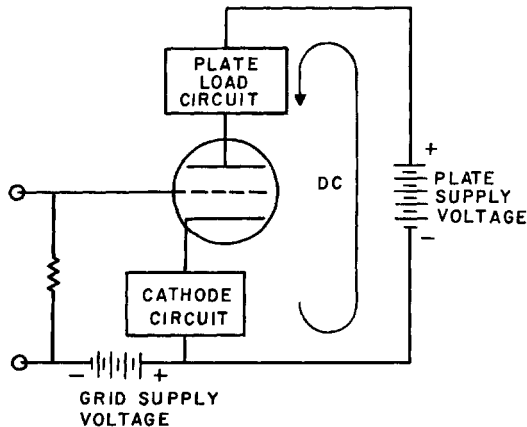 PLATE
LOAD
CIRCUIT
DC
+
PLATE
SUPPLY
VOLTAGE
−
CATHODE
CIRCUIT
− +
GRID SUPPLY
VOLTAGE